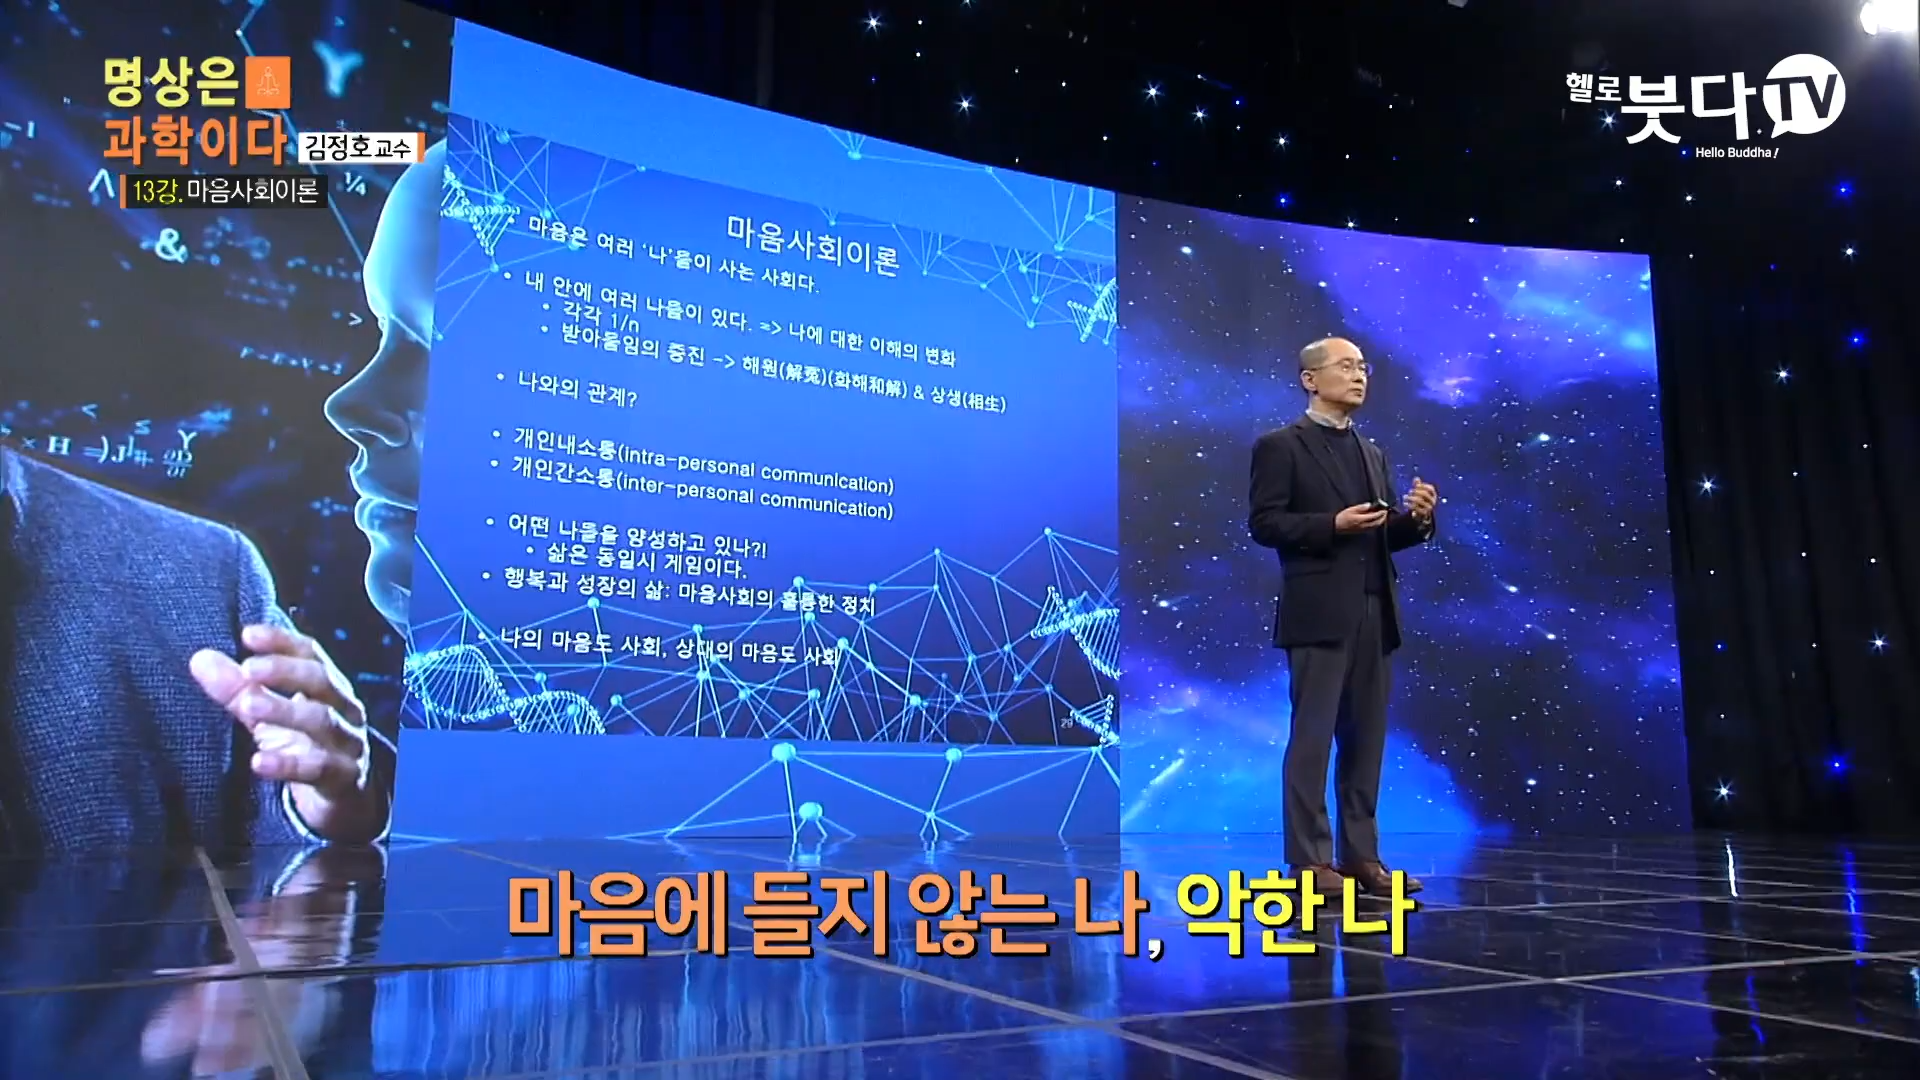 명상은
과학이다 김정호 교수
13강. 마음사회이론
헬로 붓다 TV
Hello Buddha!
마음사회이론
• 마음은 여러 '나'들이 사는 사회다.
• 내 안에 여러 나들이 있다. => 나에 대한 이해의 변화
• 각각 1/n
• 받아들임의 증진 -> 해원(解冤)(화해和解) & 상생(相生)
• 나와의 관계?
• 개인내소통(intra-personal communication)
• 개인간소통(inter-personal communication)
• 어떤 나들을 양성하고 있나?!
• 삶은 동일시 게임이다.
• 행복과 성장의 삶: 마음사회의 훌륭한 정치
• 나의 마음도 사회, 상대의 마음도 사회
29
마음에 들지 않는 나, 악한 나